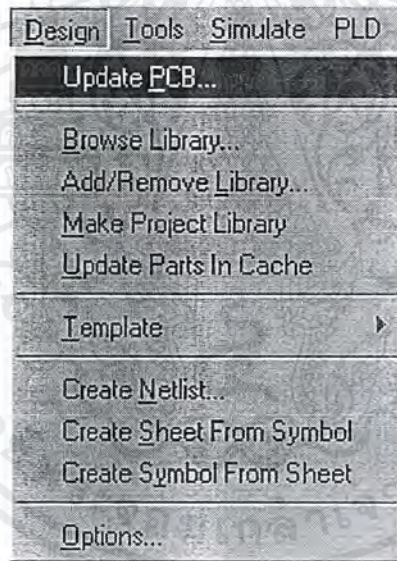 Design Tools Simulate PLD
Update PCB...
Browse Library...
Add/Remove Library...
Make Project Library
Update Parts In Cache
Template
Create Netlist...
Create Sheet From Symbol
Create Symbol From Sheet
Options...